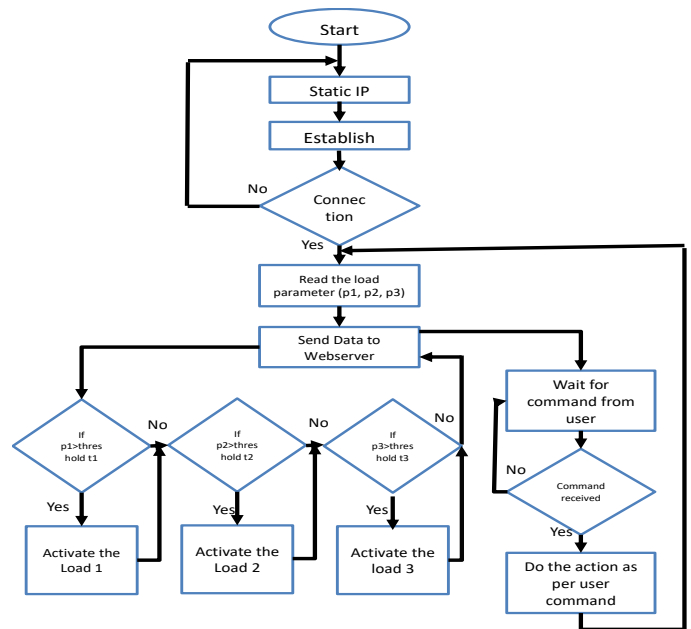 Start
Static IP
Establish
No
Connec
tion
Yes
Read the load
parameter (p1, p2, p3)
Send Data to
Webserver
Wait for
command from
user
If
p1>thres
hold t1
No
If
p2>thres
hold t2
No
If
p3>thres
hold t3
No
No
Command
received
Yes
Yes
Yes
Yes
Activate the
Load 1
Activate the
Load 2
Activate the
load 3
Do the action as
per user
command